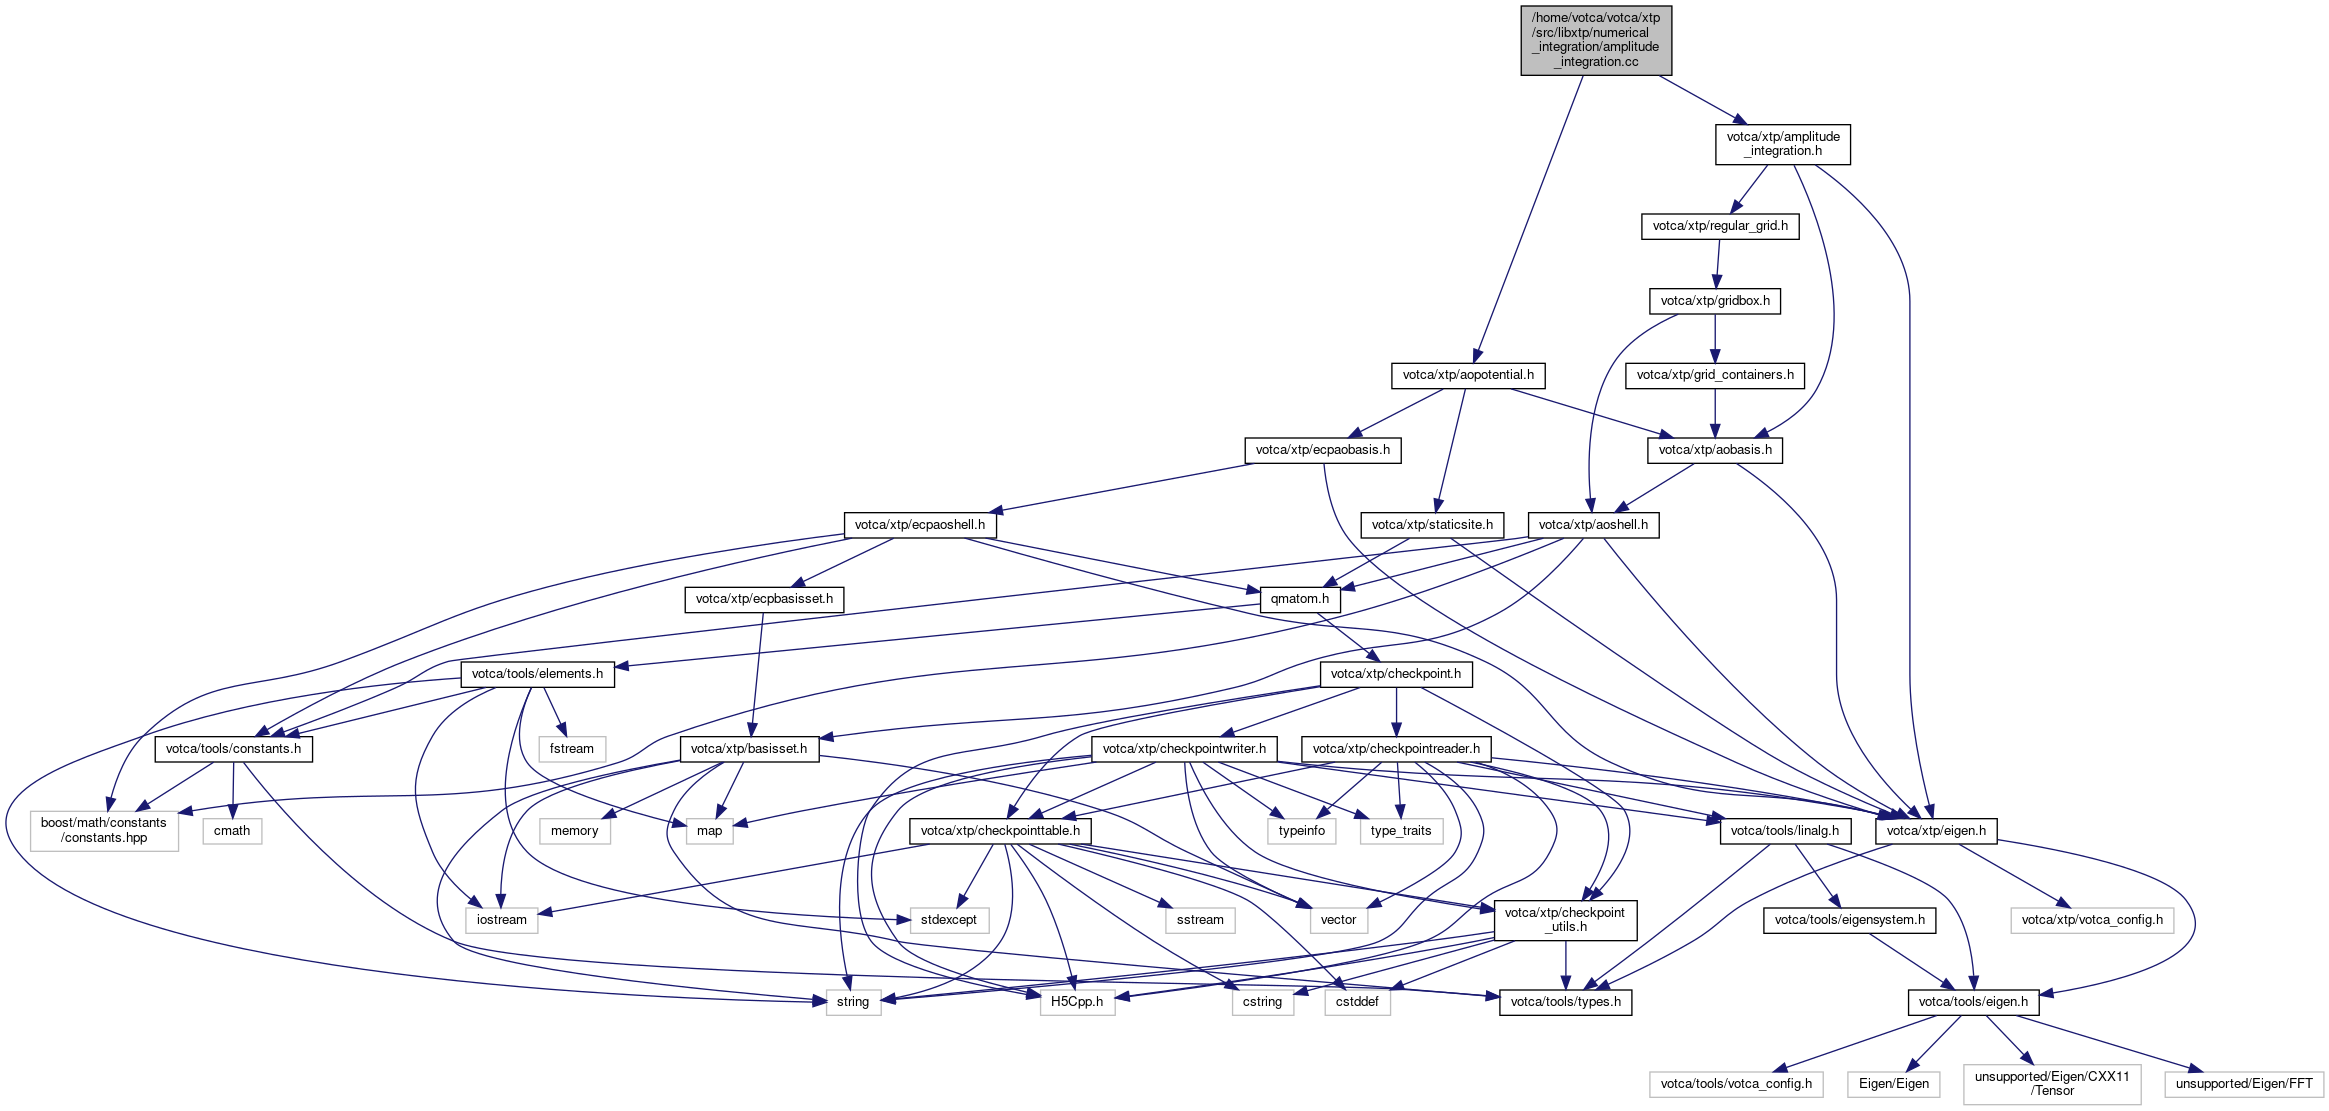 /home/votca/votca/xtp
/src/libxtp/numerical
_integration/amplitude
_integration.cc
votca/xtp/amplitude
_integration.h
votca/xtp/regular_grid.h
votca/xtp/gridbox.h
votca/xtp/aopotential.h
votca/xtp/grid_containers.h
votca/xtp/ecpaobasis.h
votca/xtp/aobasis.h
votca/xtp/ecpaoshell.h
votca/xtp/staticsite.h
votca/xtp/aoshell.h
votca/xtp/ecpbasisset.h
qmatom.h
votca/tools/elements.h
votca/xtp/checkpoint.h
votca/tools/constants.h
fstream
votca/xtp/basisset.h
votca/xtp/checkpointwriter.h
votca/xtp/checkpointreader.h
boost/math/constants
/constants.hpp
cmath
memory
map
votca/xtp/checkpointtable.h
typeinfo
type_traits
votca/tools/linalg.h
votca/xtp/eigen.h
iostream
stdexcept
sstream
vector
votca/xtp/checkpoint
_utils.h
votca/tools/eigensystem.h
votca/xtp/votca_config.h
string
H5Cpp.h
cstring
cstddef
votca/tools/types.h
votca/tools/eigen.h
votca/tools/votca_config.h
Eigen/Eigen
unsupported/Eigen/CXX11
/Tensor
unsupported/Eigen/FFT